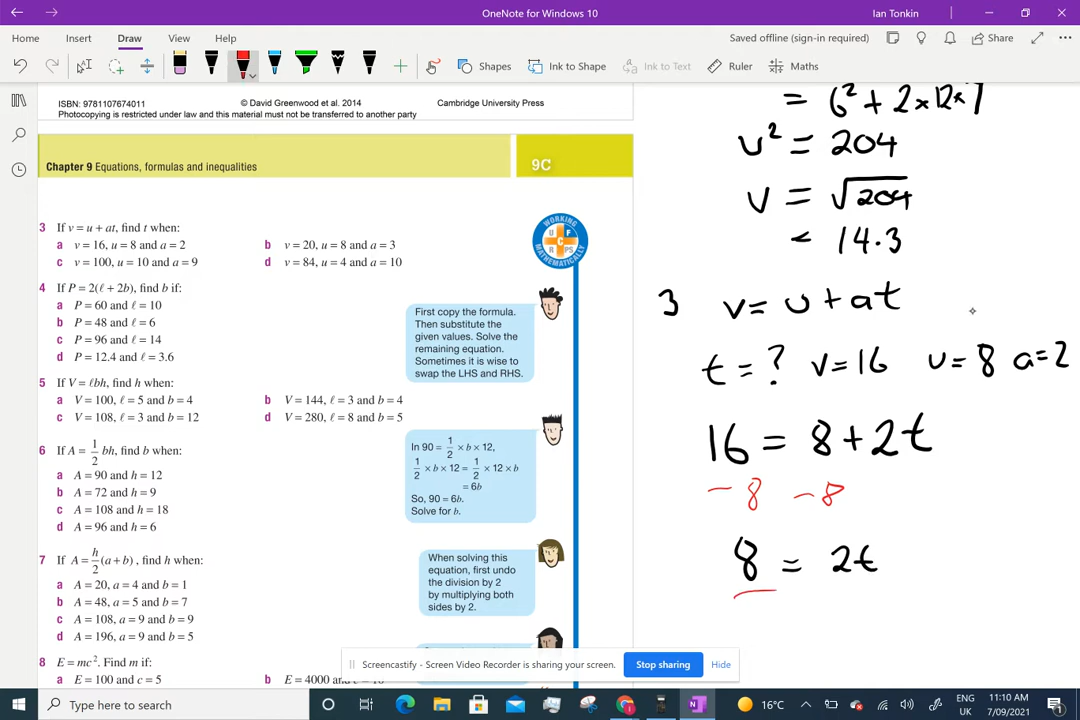 OneNote for Windows 10
Ian Tonkin
Home Insert Draw View Help
Saved offline (sign-in required)
Share
Shapes
Ink to Shape
Ink to Text
Ruler
Maths
ISBN: 9781107674011 © David Greenwood et al. 2014 Cambridge University Press
Photocopying is restricted under law and this material must not be transferred to another party
Chapter 9 Equations, formulas and inequalities 9C
WORKING
U F
C
R PS
MATHEMATICALLY
3 If v = u + at, find t when:
a v = 16, u = 8 and a = 2 b v = 20, u = 8 and a = 3
c v = 100, u = 10 and a = 9 d v = 84, u = 4 and a = 10
4 If P = 2(ℓ + 2b), find b if:
a P = 60 and ℓ = 10
b P = 48 and ℓ = 6
c P = 96 and ℓ = 14
d P = 12.4 and ℓ = 3.6
First copy the formula.
Then substitute the
given values. Solve the
remaining equation.
Sometimes it is wise to
swap the LHS and RHS.
5 If V = ℓbh, find h when:
a V = 100, ℓ = 5 and b = 4 b V = 144, ℓ = 3 and b = 4
c V = 108, ℓ = 3 and b = 12 d V = 280, ℓ = 8 and b = 5
6 If A = 1/2 bh, find b when:
a A = 90 and h = 12
b A = 72 and h = 9
c A = 108 and h = 18
d A = 96 and h = 6
In 90 = 1/2 × b × 12,
1/2 × b × 12 = 1/2 × 12 × b
= 6b
So, 90 = 6b.
Solve for b.
7 If A = h/2 (a + b), find h when:
a A = 20, a = 4 and b = 1
b A = 48, a = 5 and b = 7
c A = 108, a = 9 and b = 9
d A = 196, a = 9 and b = 5
When solving this
equation, first undo
the division by 2
by multiplying both
sides by 2.
8 E = mc². Find m if:
a E = 100 and c = 5 b E = 4000 and c = 10
= 6² + 2×12×7
v² = 204
v = √204
= 14.3
3 v = u + at
t = ? v = 16 u = 8 a = 2
16 = 8 + 2t
-8 -8
8 = 2t
Screencastify - Screen Video Recorder is sharing your screen. Stop sharing Hide
Type here to search
16°C
ENG
UK
11:10 AM
7/09/2021